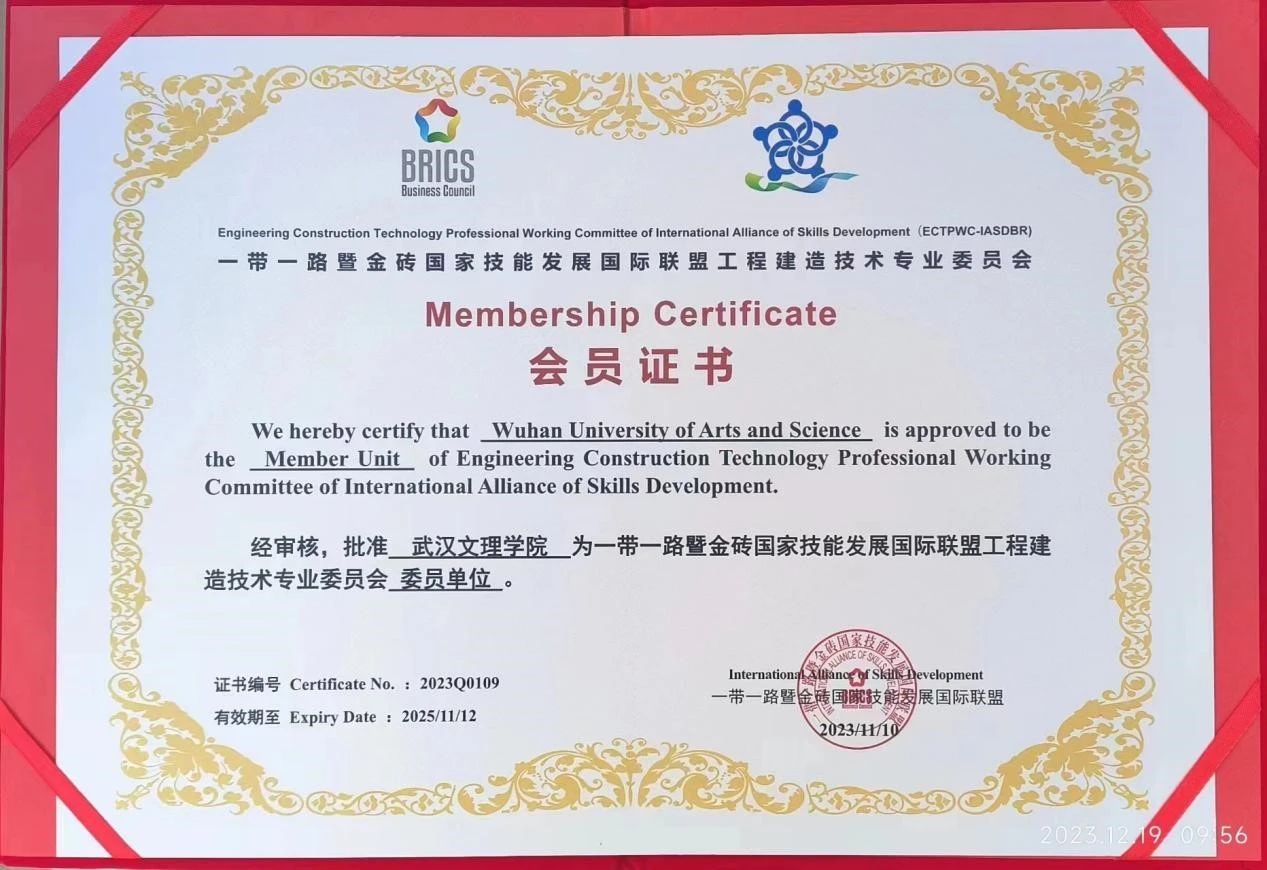 BRICS
Business Council
Engineering Construction Technology Professional Working Committee of International Alliance of Skills Development（ECTPWC-IASDBR)
一带一路暨金砖国家技能发展国际联盟工程建造技术专业委员会
Membership Certificate
会员证书
We hereby certify that Wuhan University of Arts and Science is approved to be
the Member Unit of Engineering Construction Technology Professional Working
Committee of International Alliance of Skills Development.
经审核，批准 武汉文理学院 为一带一路暨金砖国家技能发展国际联盟工程建
造技术专业委员会 委员单位 。
证书编号 Certificate No. ：2023Q0109
有效期至 Expiry Date ：2025/11/12
International Alliance of Skills Development
一带一路暨金砖国家技能发展国际联盟
BRICS
2023/11/10
2023.12.19 09:56